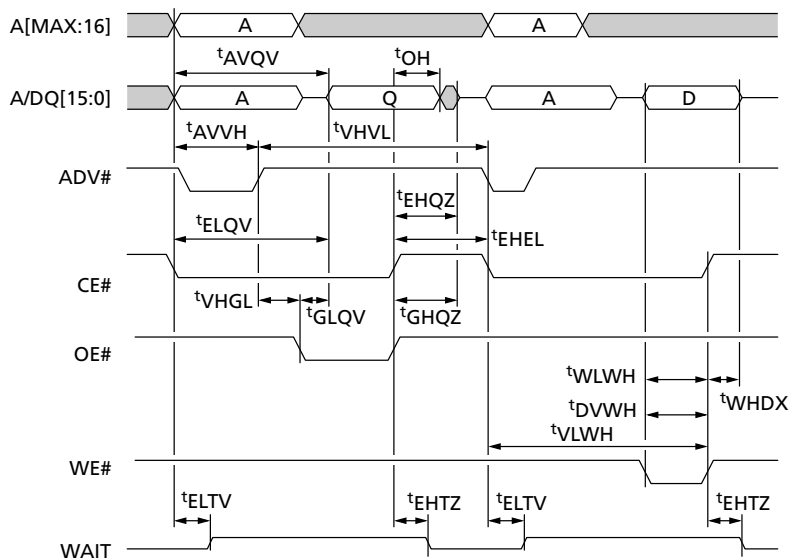 A[MAX:16] A A
tAVQV tOH
A/DQ[15:0] A Q A D
tAVVH tVHVL
ADV#
tEHQZ
tELQV tEHEL
CE#
tVHGL tGLQV tGHQZ
OE#
tWLWH
tWHDX
tDVWH
tVLWH
WE#
tELTV tEHTZ tELTV tEHTZ
WAIT